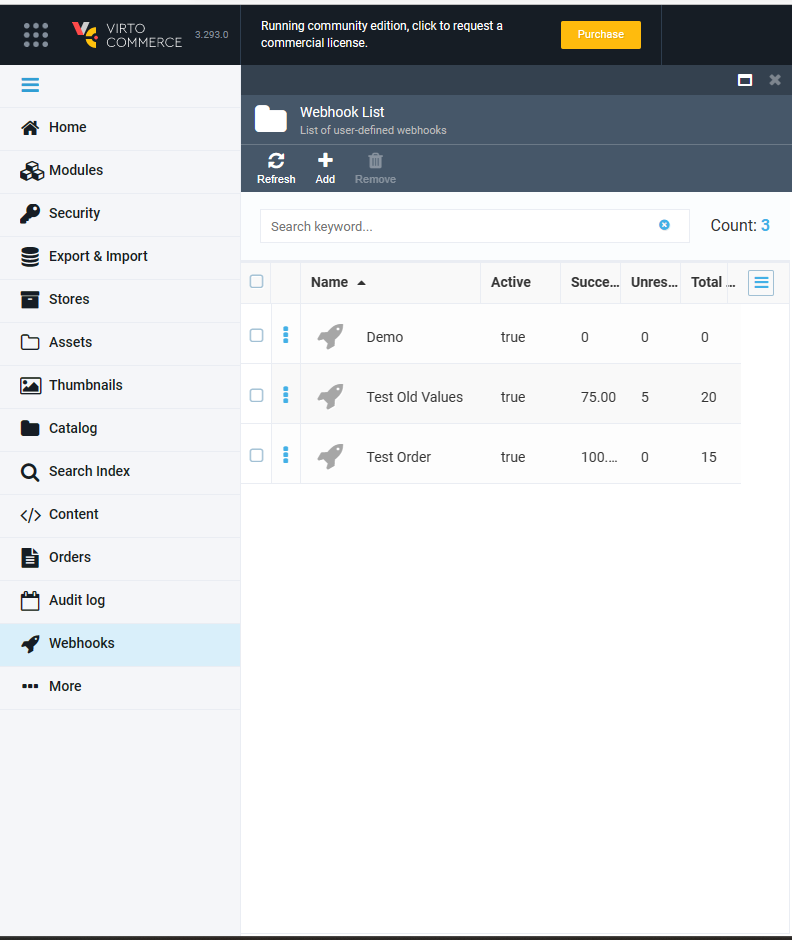 VIRTO
COMMERCE
3.293.0
Running community edition, click to request a
commercial license.
Purchase
Home
Modules
Security
Export & Import
Stores
Assets
Thumbnails
Catalog
Search Index
Content
Orders
Audit log
Webhooks
More
Webhook List
List of user-defined webhooks
Refresh Add Remove
Search keyword... Count: 3
Name Active Succe... Unres... Total ...
Demo true 0 0 0
Test Old Values true 75.00 5 20
Test Order true 100.... 0 15